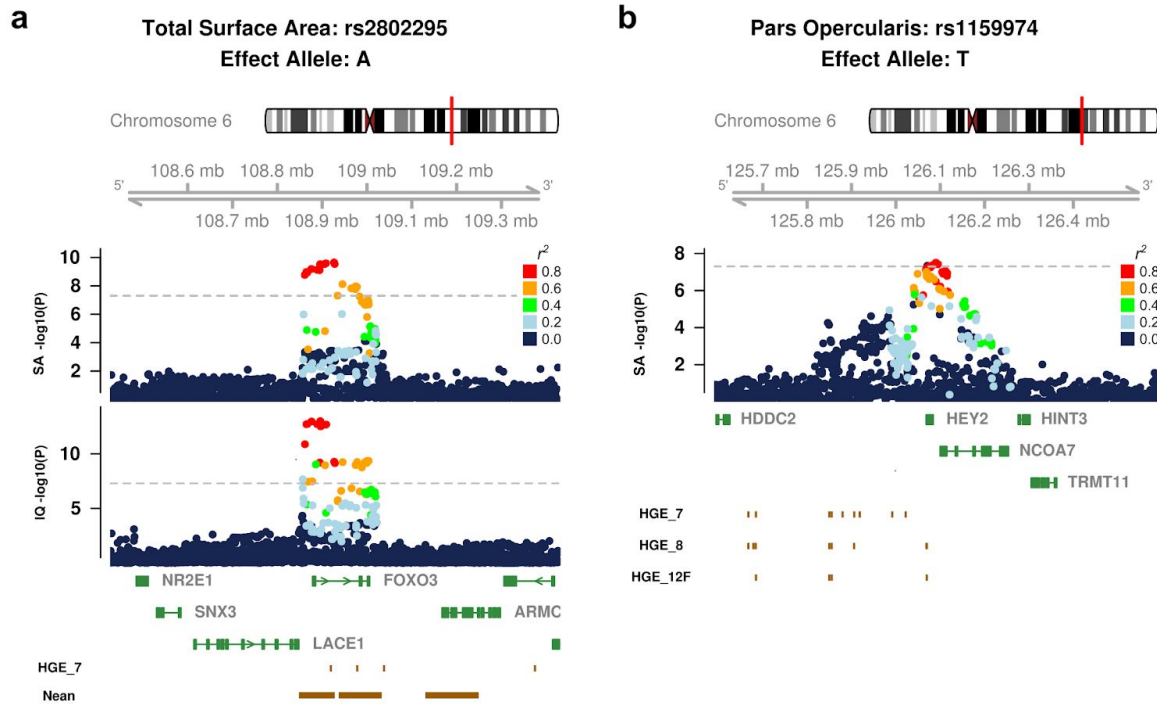 a
Total Surface Area: rs2802295
Effect Allele: A
Chromosome 6
108.6 mb 108.8 mb 109 mb 109.2 mb
5' 3'
108.7 mb 108.9 mb 109.1 mb 109.3 mb
SA -log10(P)
10
8
6
4
2
r²
0.8
0.6
0.4
0.2
0.0
IQ -log10(P)
10
5
NR2E1 FOXO3
SNX3 ARMC
LACE1
HGE_7
Nean
b
Pars Opercularis: rs1159974
Effect Allele: T
Chromosome 6
125.7 mb 125.9 mb 126.1 mb 126.3 mb
5' 3'
125.8 mb 126 mb 126.2 mb 126.4 mb
SA -log10(P)
8
6
4
2
r²
0.8
0.6
0.4
0.2
0.0
HDDC2 HEY2 HINT3
NCOA7
TRMT11
HGE_7
HGE_8
HGE_12F